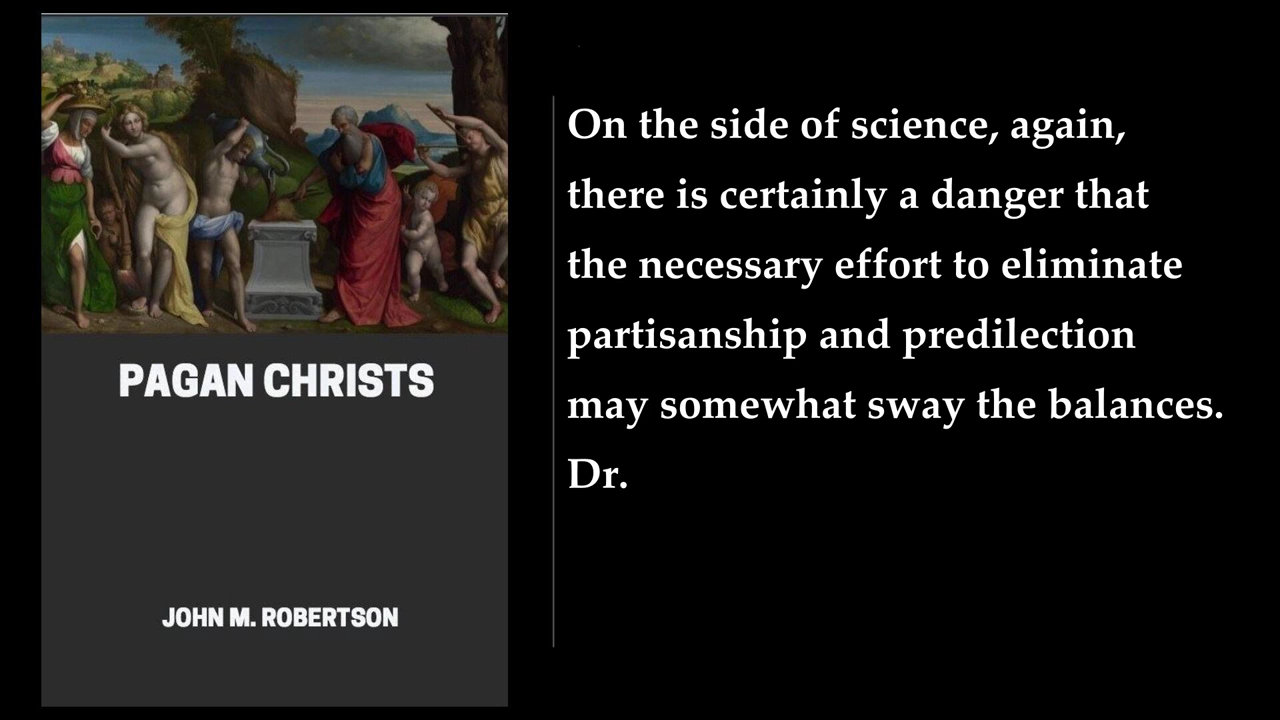 PAGAN CHRISTS
JOHN M. ROBERTSON
On the side of science, again,
there is certainly a danger that
the necessary effort to eliminate
partisanship and predilection
may somewhat sway the balances.
Dr.